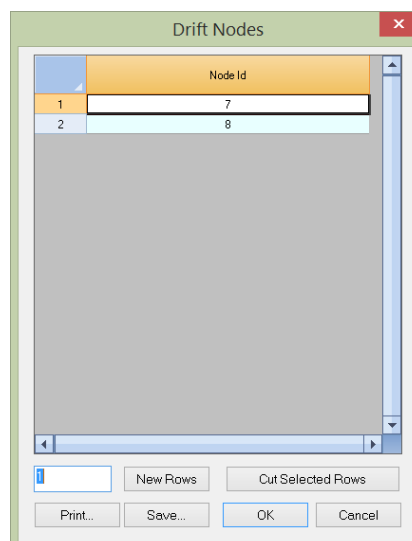 Drift Nodes
x
Node Id
1 7
2 8
1 New Rows Cut Selected Rows
Print... Save... OK Cancel